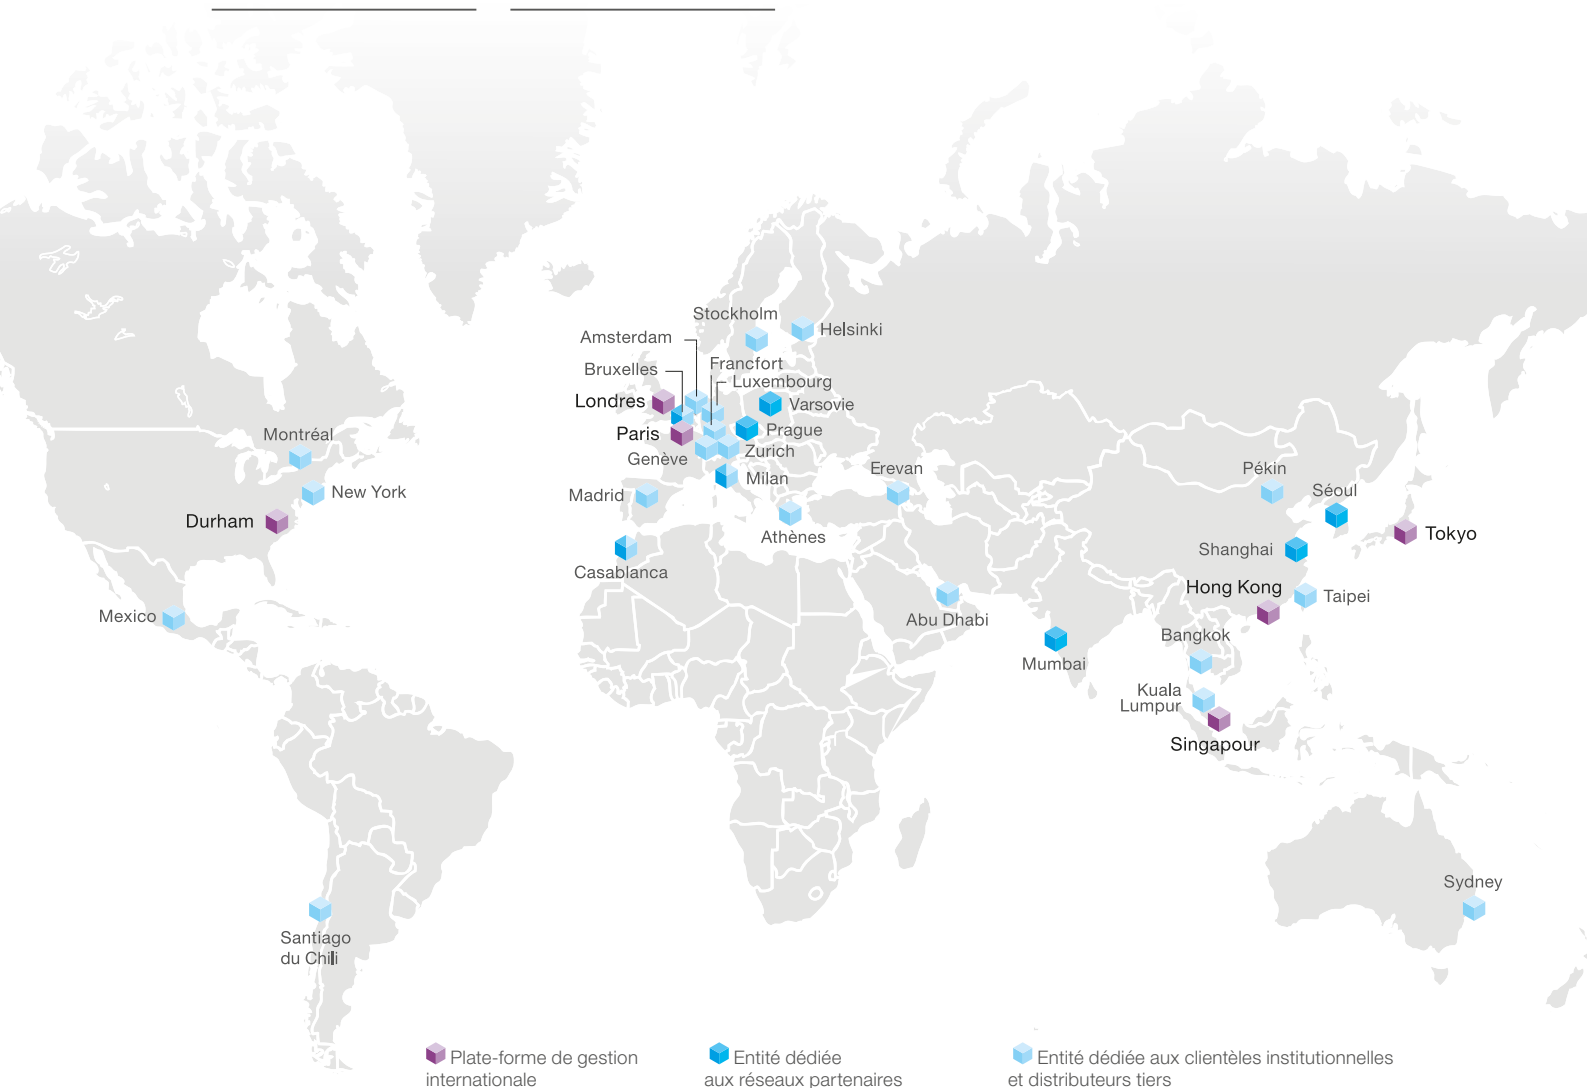 Stockholm
Helsinki
Amsterdam
Francfort
Bruxelles
Luxembourg
Londres
Varsovie
Paris
Prague
Genève
Zurich
Milan
Madrid
Erevan
Athènes
Casablanca
Abu Dhabi
Montréal
New York
Durham
Mexico
Santiago
du Chili
Pékin
Séoul
Tokyo
Shanghai
Hong Kong
Taipei
Bangkok
Mumbai
Kuala
Lumpur
Singapour
Sydney
Plate-forme de gestion
internationale
Entité dédiée
aux réseaux partenaires
Entité dédiée aux clientèles institutionnelles
et distributeurs tiers